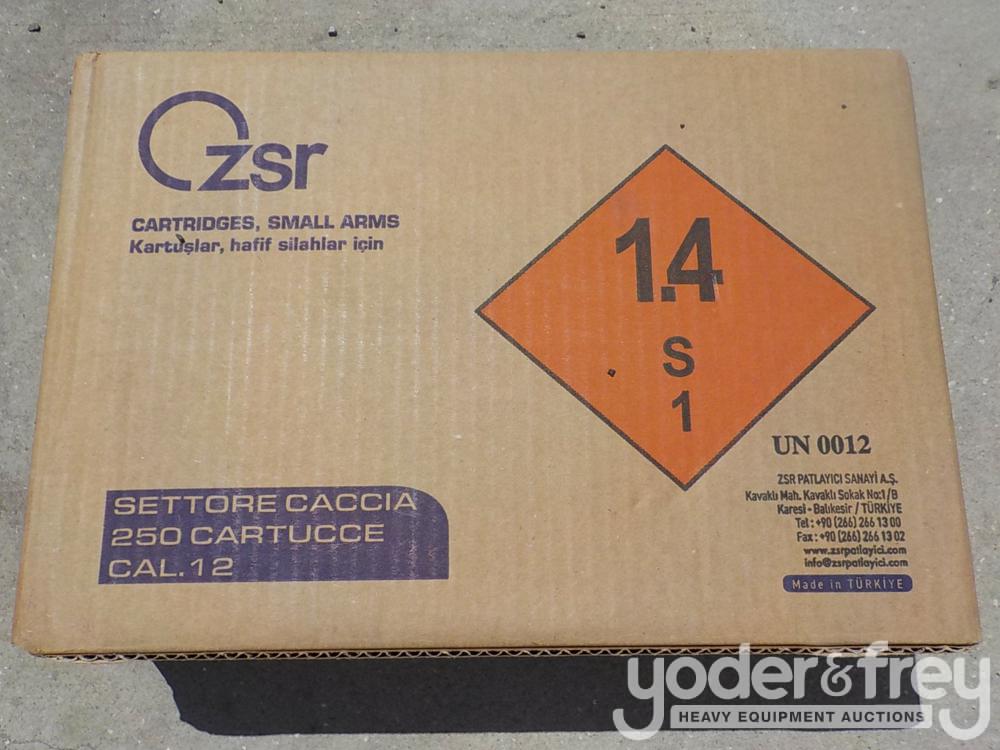 zsr
CARTRIDGES, SMALL ARMS
Kartuşlar, hafif silahlar için
1.4
S
1
UN 0012
ZSR PATLAYICI SANAYİ A.Ş.
Kavaklı Mah. Kavaklı Sokak No:1/B
Karesi - Balıkesir / TÜRKİYE
Tel : +90 (266) 266 13 00
Fax : +90 (266) 266 13 02
www.zsrpatlayici.com
info@zsrpatlayici.com
Made in TÜRKİYE
SETTORE CACCIA
250 CARTUCCE
CAL.12
yoder&frey
HEAVY EQUIPMENT AUCTIONS